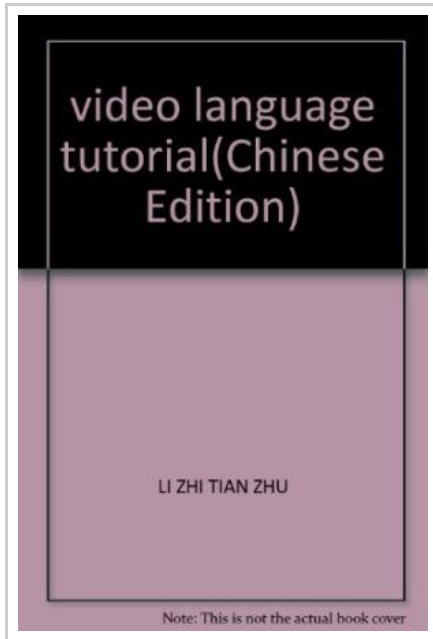 video language
tutorial(Chinese
Edition)
LI ZHI TIAN ZHU
Note: This is not the actual book cover